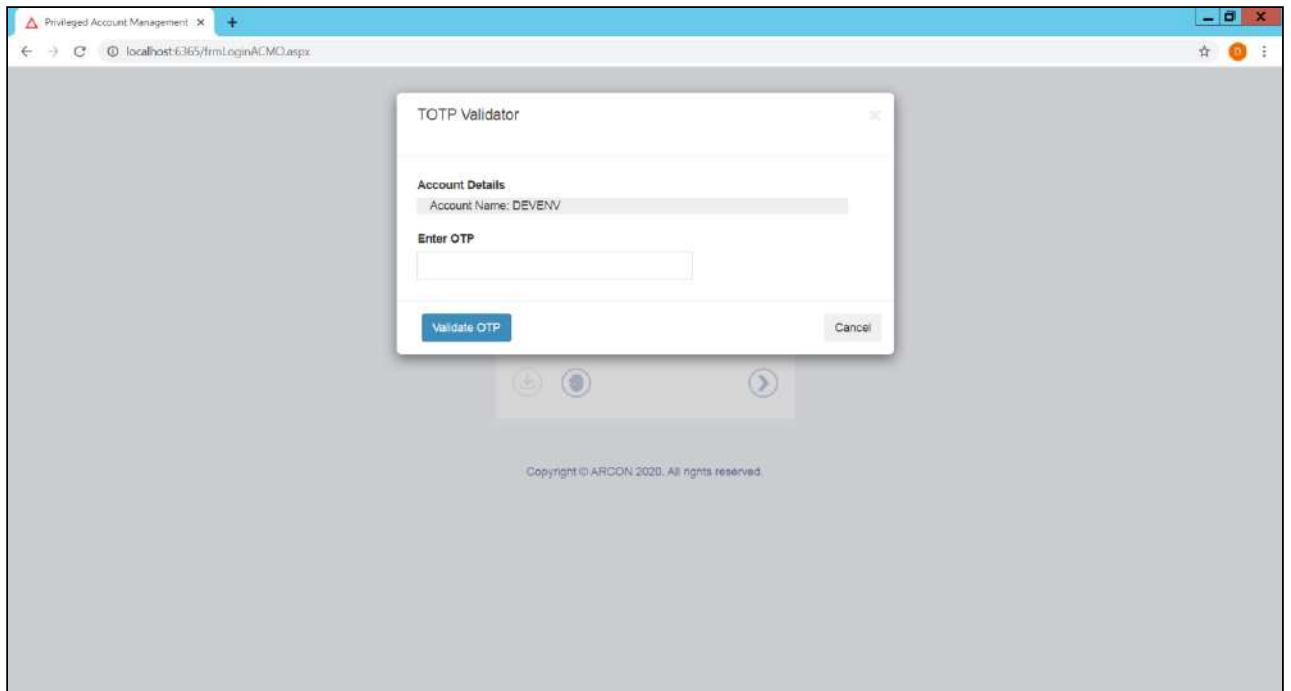 Privileged Account Management
localhost:6365/frmLoginACMO.aspx
D
TOTP Validator
Account Details
Account Name: DEVENV
Enter OTP
Validate OTP
Cancel
Copyright © ARCON 2020. All rights reserved.